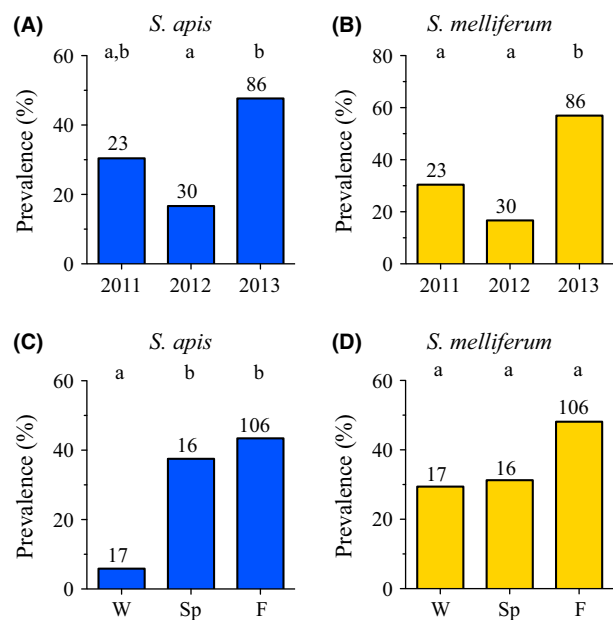 (A) S. apis
a,b a b
Prevalence (%)
60
40
20
0
23
30
86
2011 2012 2013
(B) S. melliferum
a a b
Prevalence (%)
80
60
40
20
0
23
30
86
2011 2012 2013
(C) S. apis
a b b
Prevalence (%)
60
40
20
0
17
16
106
W Sp F
(D) S. melliferum
a a a
Prevalence (%)
60
40
20
0
17
16
106
W Sp F